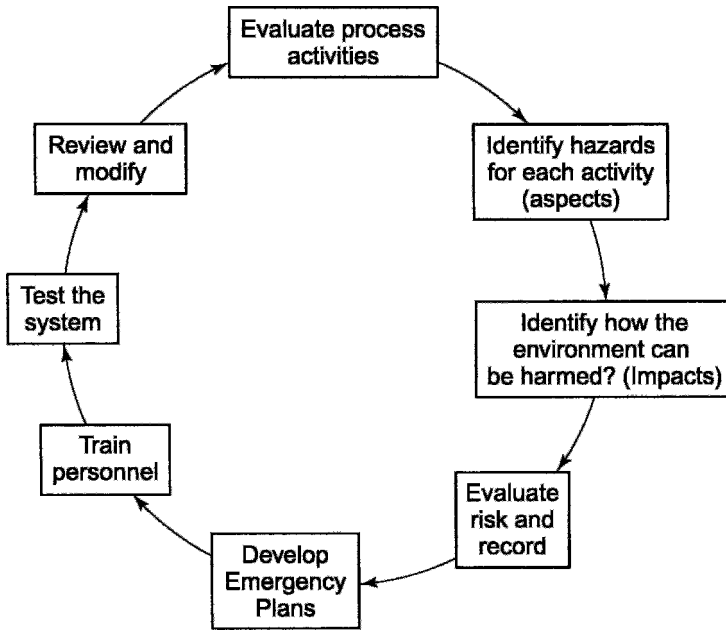 Evaluate process
activities
Identify hazards
for each activity
(aspects)
Identify how the
environment can
be harmed? (Impacts)
Evaluate
risk and
record
Develop
Emergency
Plans
Train
personnel
Test the
system
Review and
modify